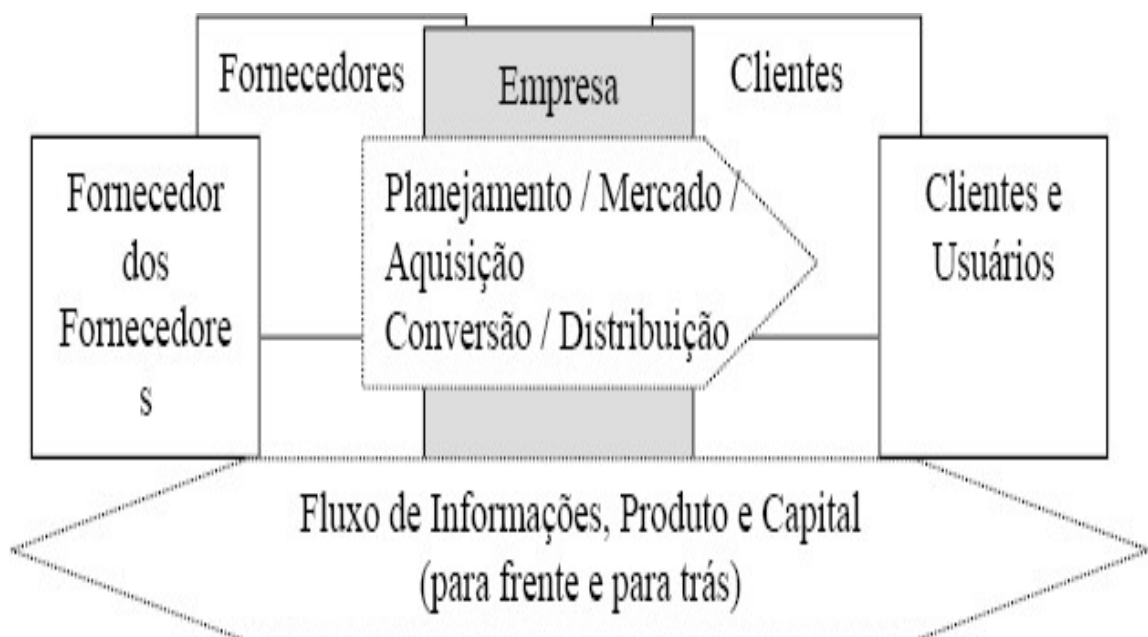 Fornecedores
Empresa
Clientes
Fornecedor
dos
Fornecedore
s
Planejamento / Mercado /
Aquisição
Conversão / Distribuição
Clientes e
Usuários
Fluxo de Informações, Produto e Capital
(para frente e para trás)